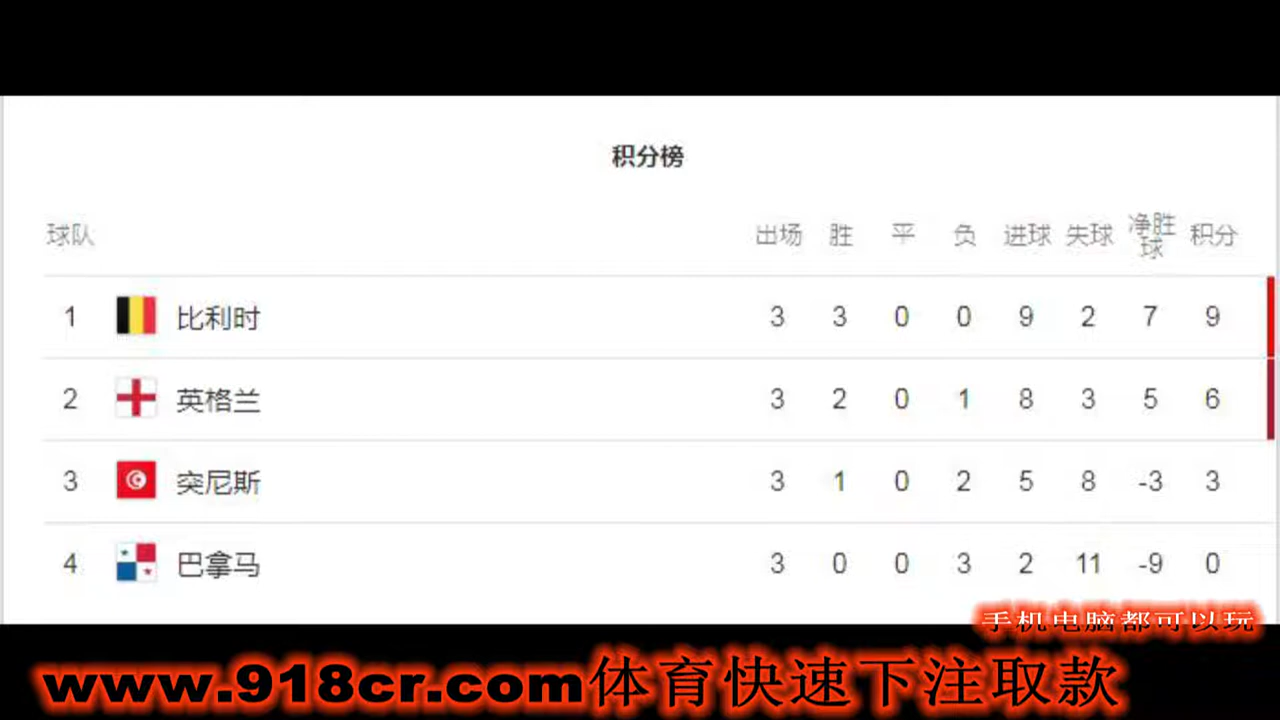 积分榜
球队 出场 胜 平 负 进球 失球 净胜球 积分
1 比利时 3 3 0 0 9 2 7 9
2 英格兰 3 2 0 1 8 3 5 6
3 突尼斯 3 1 0 2 5 8 -3 3
4 巴拿马 3 0 0 3 2 11 -9 0
手机电脑都可以玩
www.918cr.com体育快速下注取款